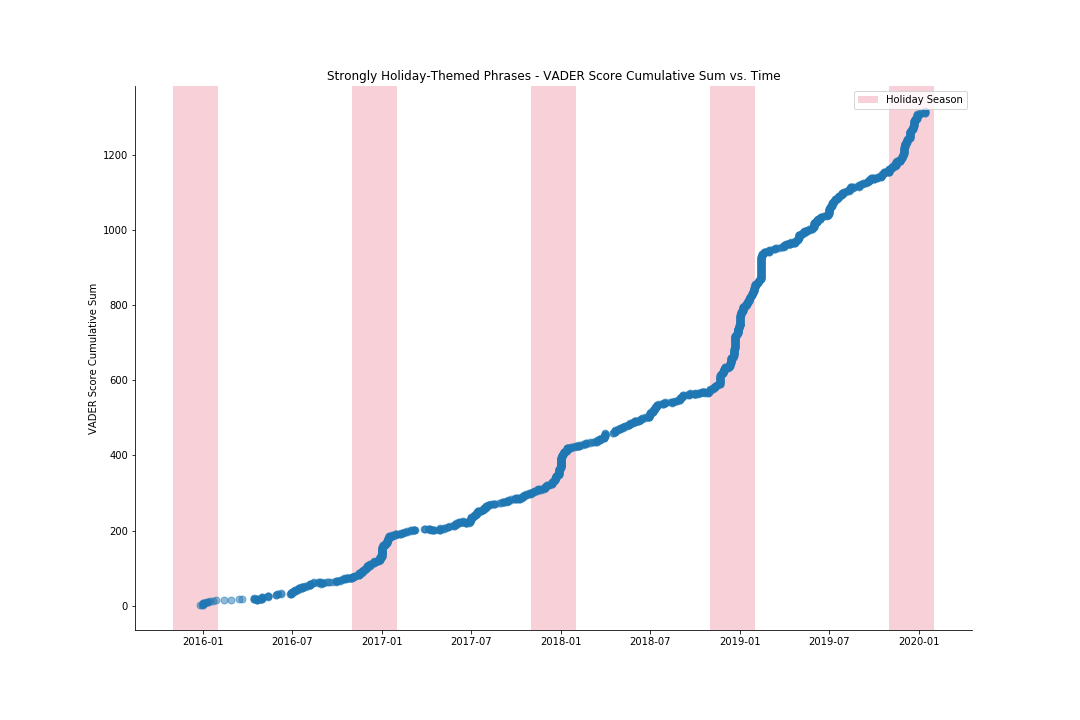 Strongly Holiday-Themed Phrases - VADER Score Cumulative Sum vs. Time
Holiday Season
VADER Score Cumulative Sum
1200
1000
800
600
400
200
0
2016-01 2016-07 2017-01 2017-07 2018-01 2018-07 2019-01 2019-07 2020-01